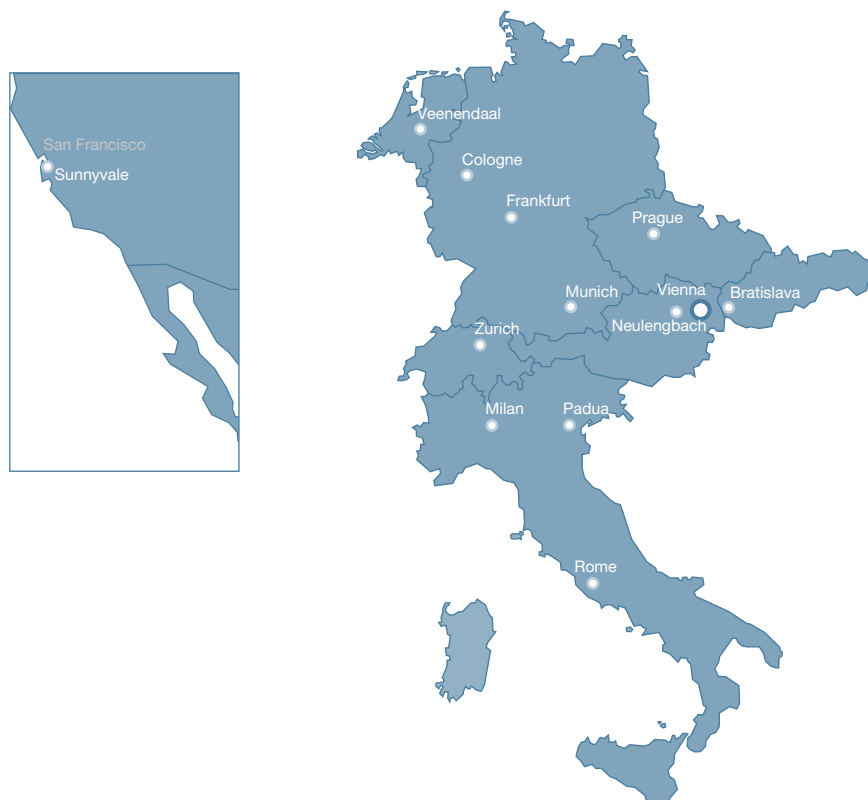 San Francisco
Sunnyvale
Veenendaal
Cologne
Frankfurt
Prague
Munich
Vienna
Bratislava
Neulengbach
Zurich
Milan
Padua
Rome